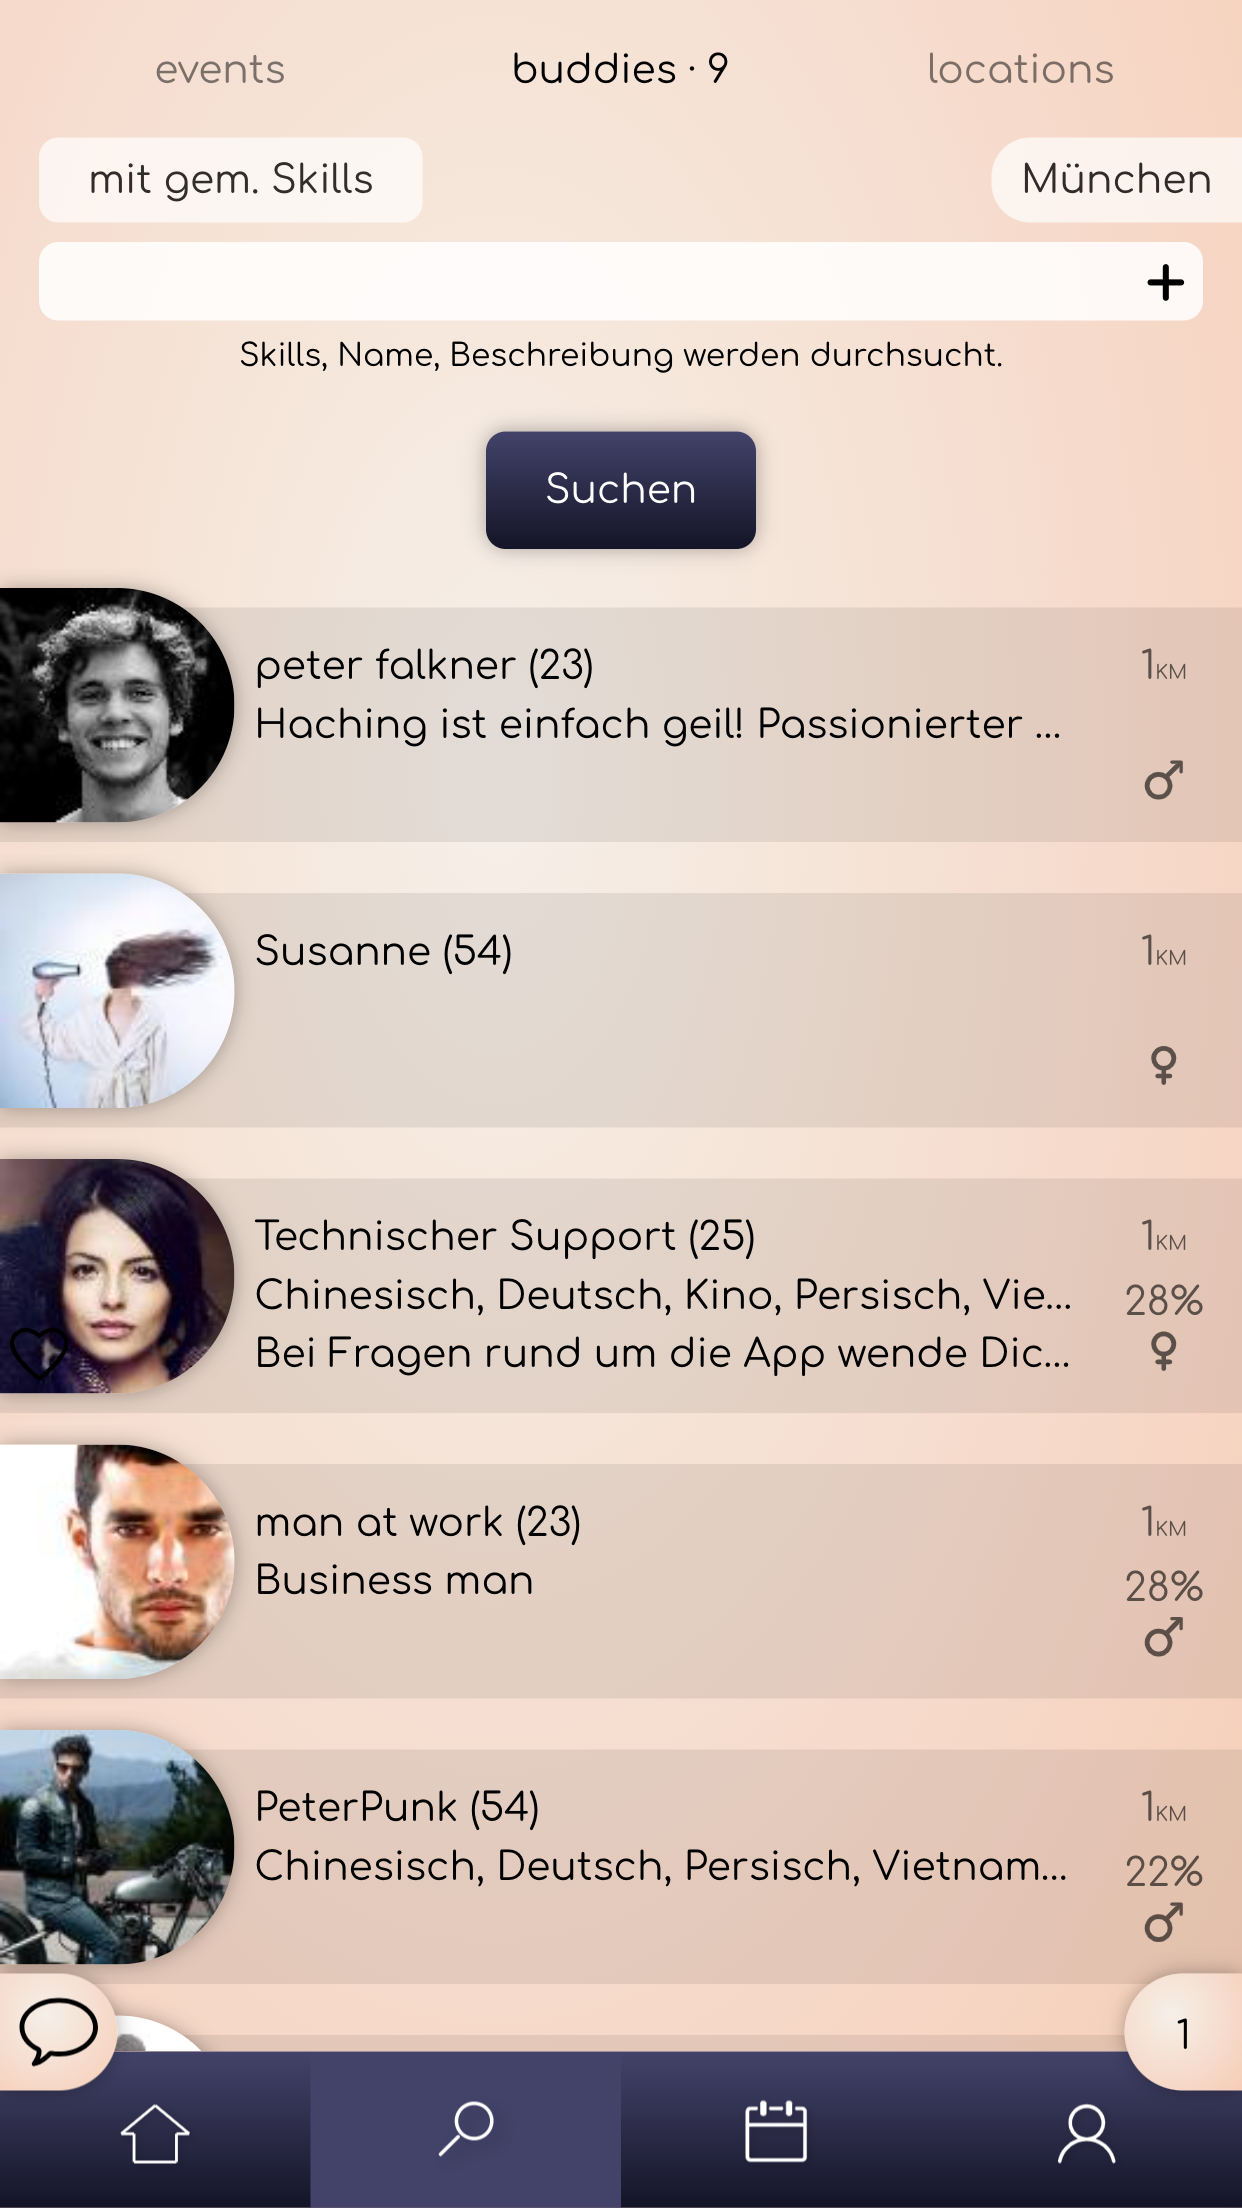 events
buddies · 9
locations
mit gem. Skills
München
Skills, Name, Beschreibung werden durchsucht.
Suchen
peter falkner (23)
1KM
Haching ist einfach geil! Passionierter ...
Susanne (54)
1KM
Technischer Support (25)
1KM
Chinesisch, Deutsch, Kino, Persisch, Vie...
28%
Bei Fragen rund um die App wende Dic...
man at work (23)
1KM
Business man
28%
PeterPunk (54)
1KM
Chinesisch, Deutsch, Persisch, Vietnam...
22%
1